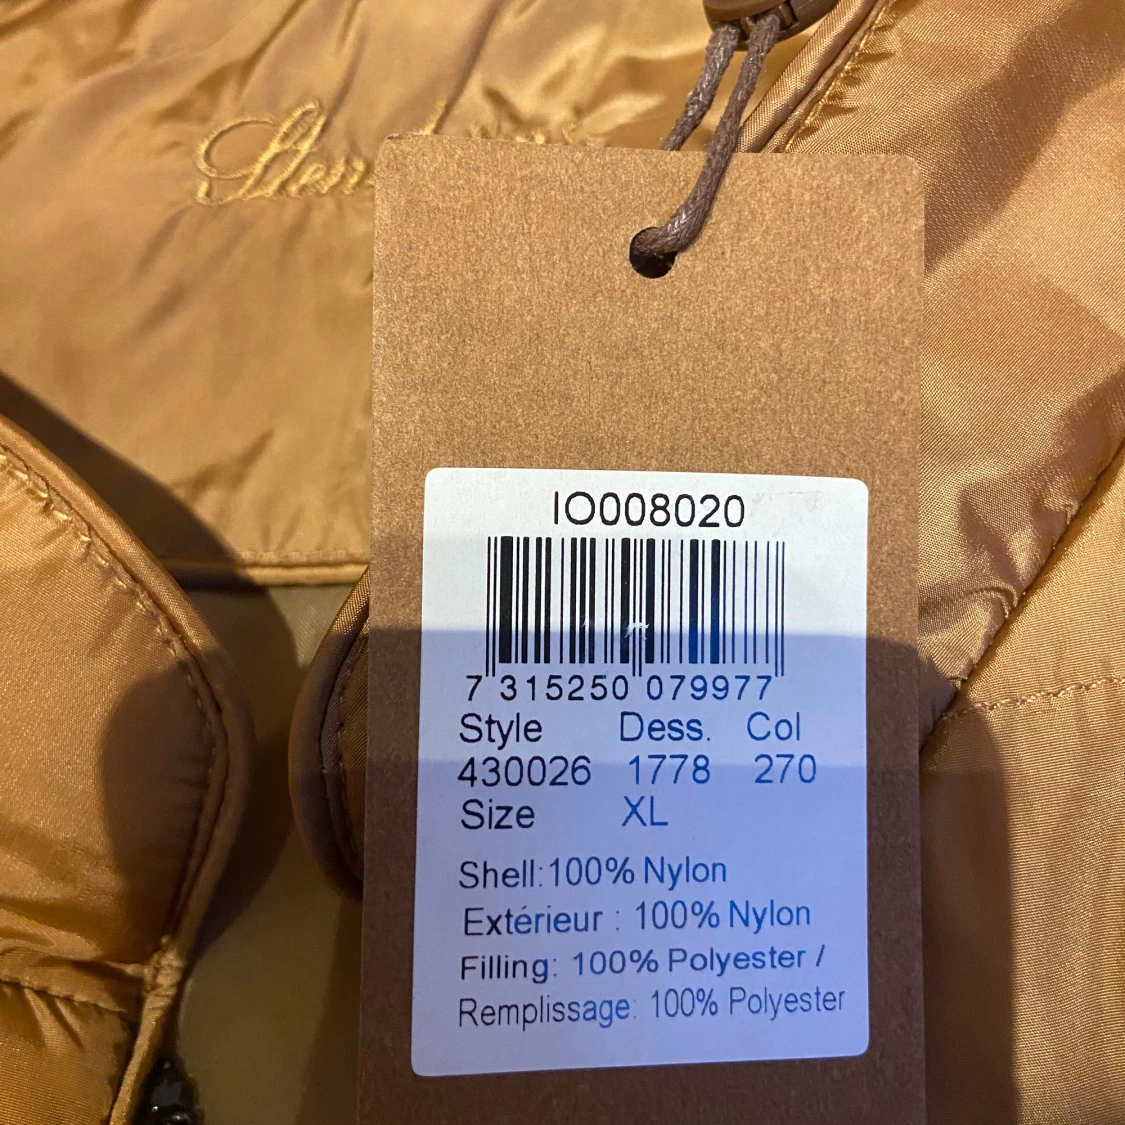 IO008020
7 315250 079977
Style Dess. Col
430026 1778 270
Size XL
Shell:100% Nylon
Extérieur : 100% Nylon
Filling: 100% Polyester /
Remplissage: 100% Polyester